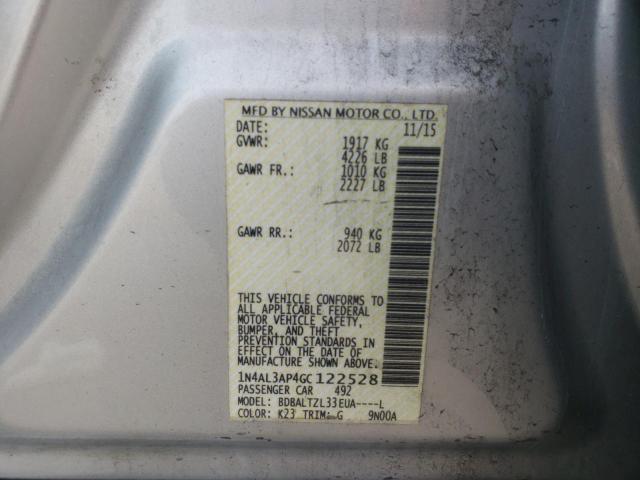 MFD BY NISSAN MOTOR CO., LTD.
DATE: 11/15
GVWR: 1917 KG
4226 LB
GAWR FR.: 1010 KG
2227 LB
GAWR RR.: 940 KG
2072 LB
THIS VEHICLE CONFORMS TO
ALL APPLICABLE FEDERAL
MOTOR VEHICLE SAFETY,
BUMPER, AND THEFT
PREVENTION STANDARDS IN
EFFECT ON THE DATE OF
MANUFACTURE SHOWN ABOVE.
1N4AL3AP4GC122528
PASSENGER CAR 492
MODEL: BDBALTZL33EUA----L
COLOR: K23 TRIM:G 9N00A